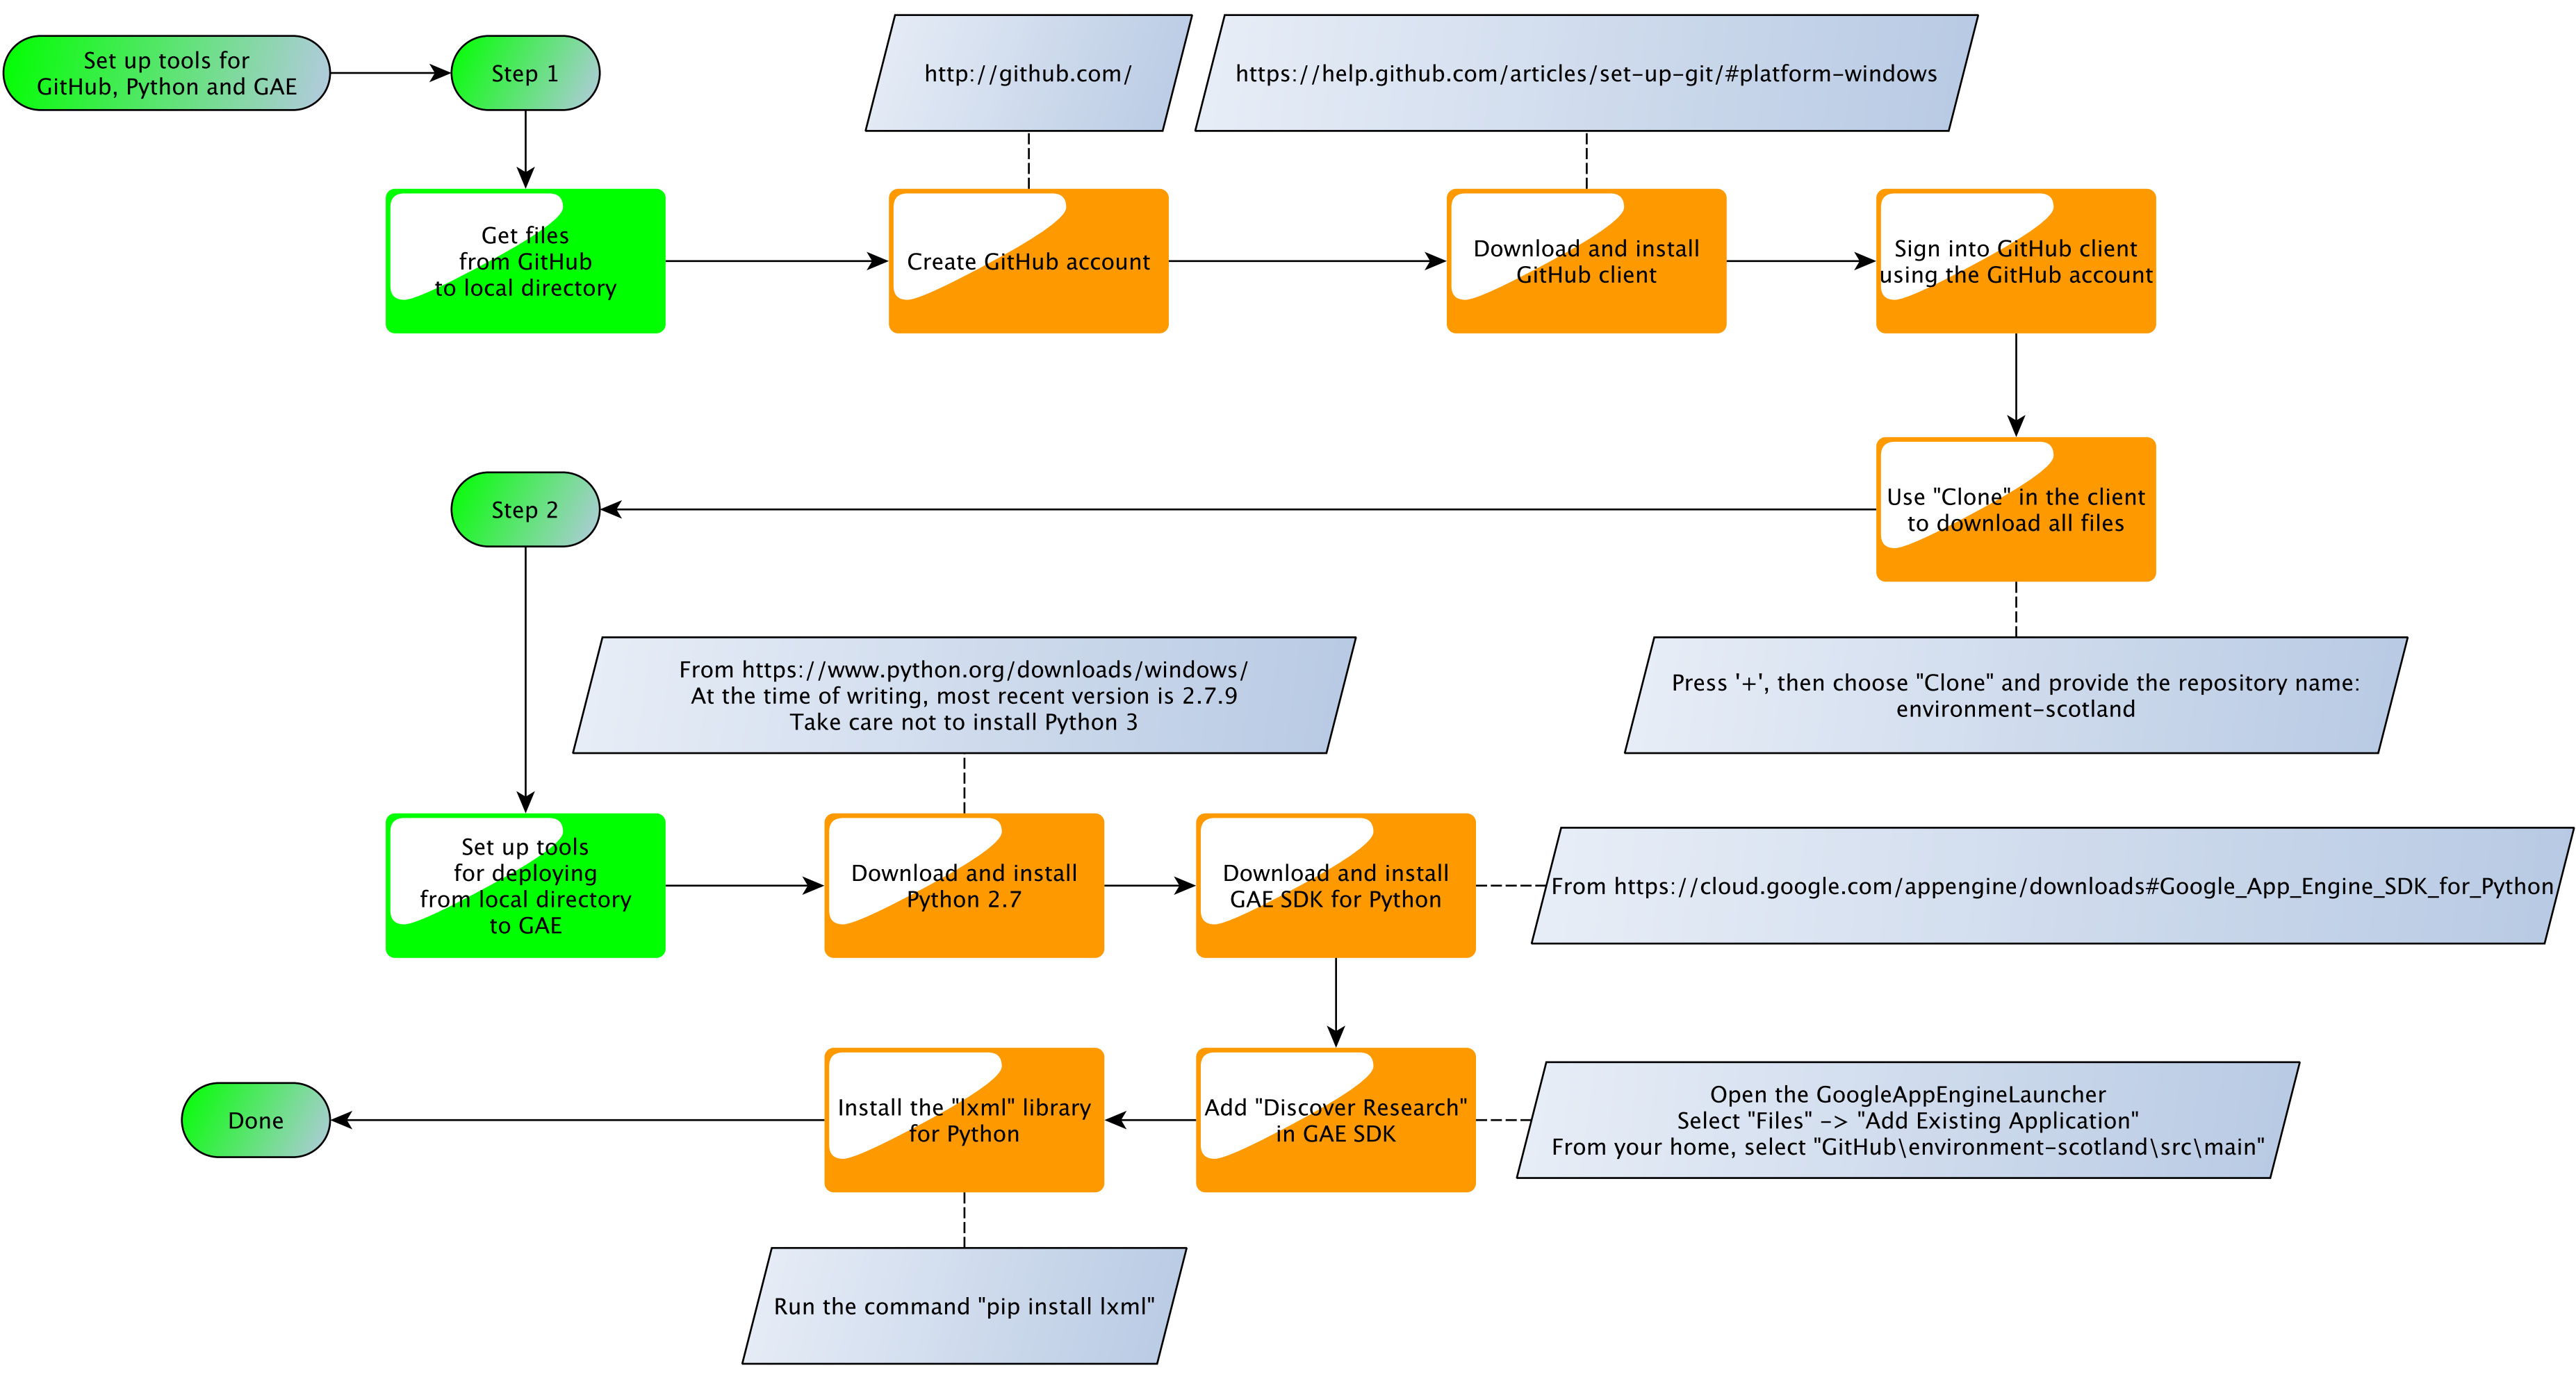 Set up tools for
GitHub, Python and GAE
Step 1
http://github.com/
https://help.github.com/articles/set-up-git/#platform-windows
Get files
from GitHub
to local directory
Create GitHub account
Download and install
GitHub client
Sign into GitHub client
using the GitHub account
Step 2
Use "Clone" in the client
to download all files
From https://www.python.org/downloads/windows/
At the time of writing, most recent version is 2.7.9
Take care not to install Python 3
Press '+', then choose "Clone" and provide the repository name:
environment-scotland
Set up tools
for deploying
from local directory
to GAE
Download and install
Python 2.7
Download and install
GAE SDK for Python
From https://cloud.google.com/appengine/downloads#Google_App_Engine_SDK_for_Python
Done
Install the "lxml" library
for Python
Add "Discover Research"
in GAE SDK
Open the GoogleAppEngineLauncher
Select "Files" -> "Add Existing Application"
From your home, select "GitHub\environment-scotland\src\main"
Run the command "pip install lxml"